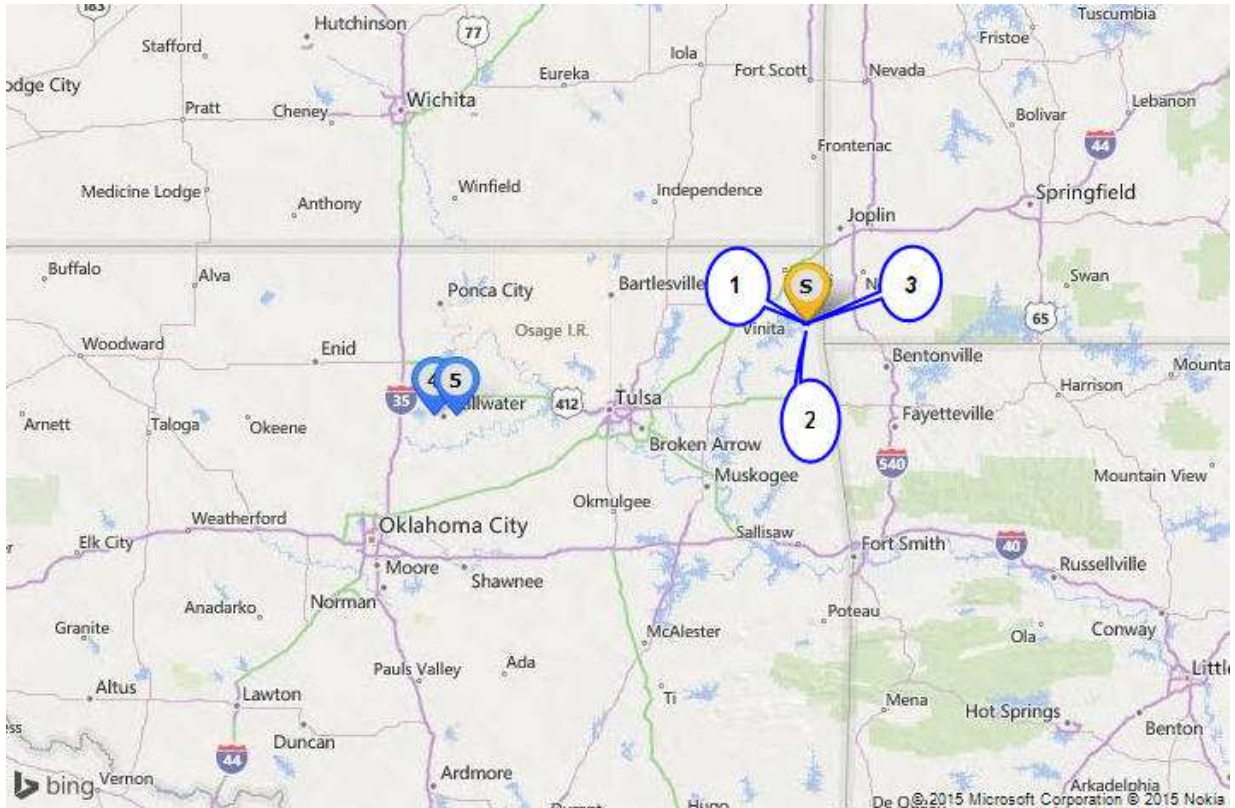 183
Hutchinson
77
Tuscumbia
Stafford
Fristoe
Iola
odge City
Eureka
Fort Scott
Nevada
Pratt
Cheney
Wichita
Lebanon
Bolivar
44
Frontenac
Medicine Lodge
Winfield
Independence
Springfield
Anthony
Joplin
Buffalo
Alva
Ponca City
Bartlesville
1
S
N
3
Swan
Osage I.R.
Vinita
65
Woodward
Enid
Bentonville
Mounta
4
5
35
llwater
412
Tulsa
Harrison
Arnett
Taloga
Okeene
2
Fayetteville
Broken Arrow
540
Muskogee
Mountain View
Okmulgee
Weatherford
Oklahoma City
Sallisaw
Elk City
Fort Smith
40
Moore
Shawnee
Russellville
Anadarko
Norman
Poteau
Granite
McAlester
Ola
Conway
Pauls Valley
Ada
Little
Altus
Lawton
Ti
Mena
Hot Springs
Benton
44
Duncan
bing
Vernon
Ardmore
Arkadelphia
© 2015 Microsoft Corporation © 2015 Nokia